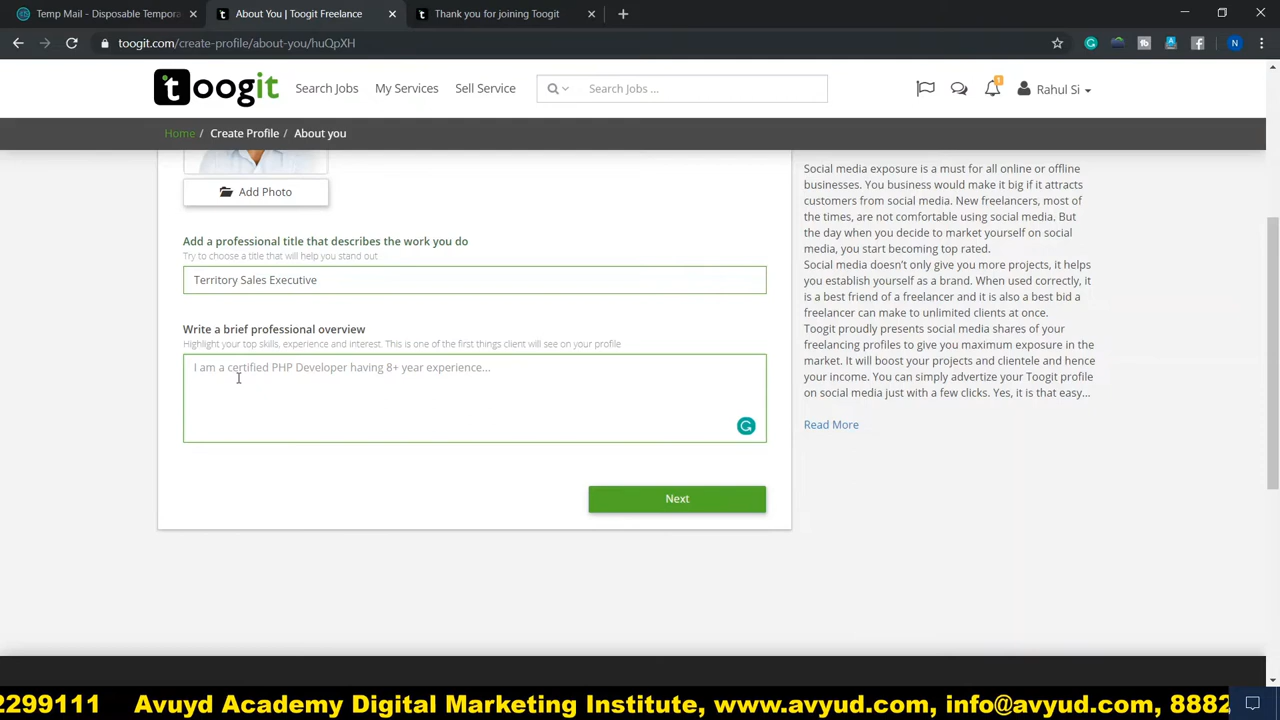 Temp Mail - Disposable Tempora
About You | Toogit Freelance
Thank you for joining Toogit
toogit.com/create-profile/about-you/huQpXH
N
toogit
Search Jobs
My Services
Sell Service
Search Jobs ...
1
Rahul Si
Home / Create Profile / About you
Add Photo
Add a professional title that describes the work you do
Try to choose a title that will help you stand out
Territory Sales Executive
Write a brief professional overview
Highlight your top skills, experience and interest. This is one of the first things client will see on your profile
I am a certified PHP Developer having 8+ year experience...
Next
Social media exposure is a must for all online or offline
businesses. You business would make it big if it attracts
customers from social media. New freelancers, most of
the times, are not comfortable using social media. But
the day when you decide to market yourself on social
media, you start becoming top rated.
Social media doesn't only give you more projects, it helps
you establish yourself as a brand. When used correctly, it
is a best friend of a freelancer and it is also a best bid a
freelancer can make to unlimited clients at once.
Toogit proudly presents social media shares of your
freelancing profiles to give you maximum exposure in the
market. It will boost your projects and clientele and hence
your income. You can simply advertize your Toogit profile
on social media just with a few clicks. Yes, it is that easy...
Read More
2299111 Avuyd Academy Digital Marketing Institute, www.avyud.com, info@avyud.com, 8882